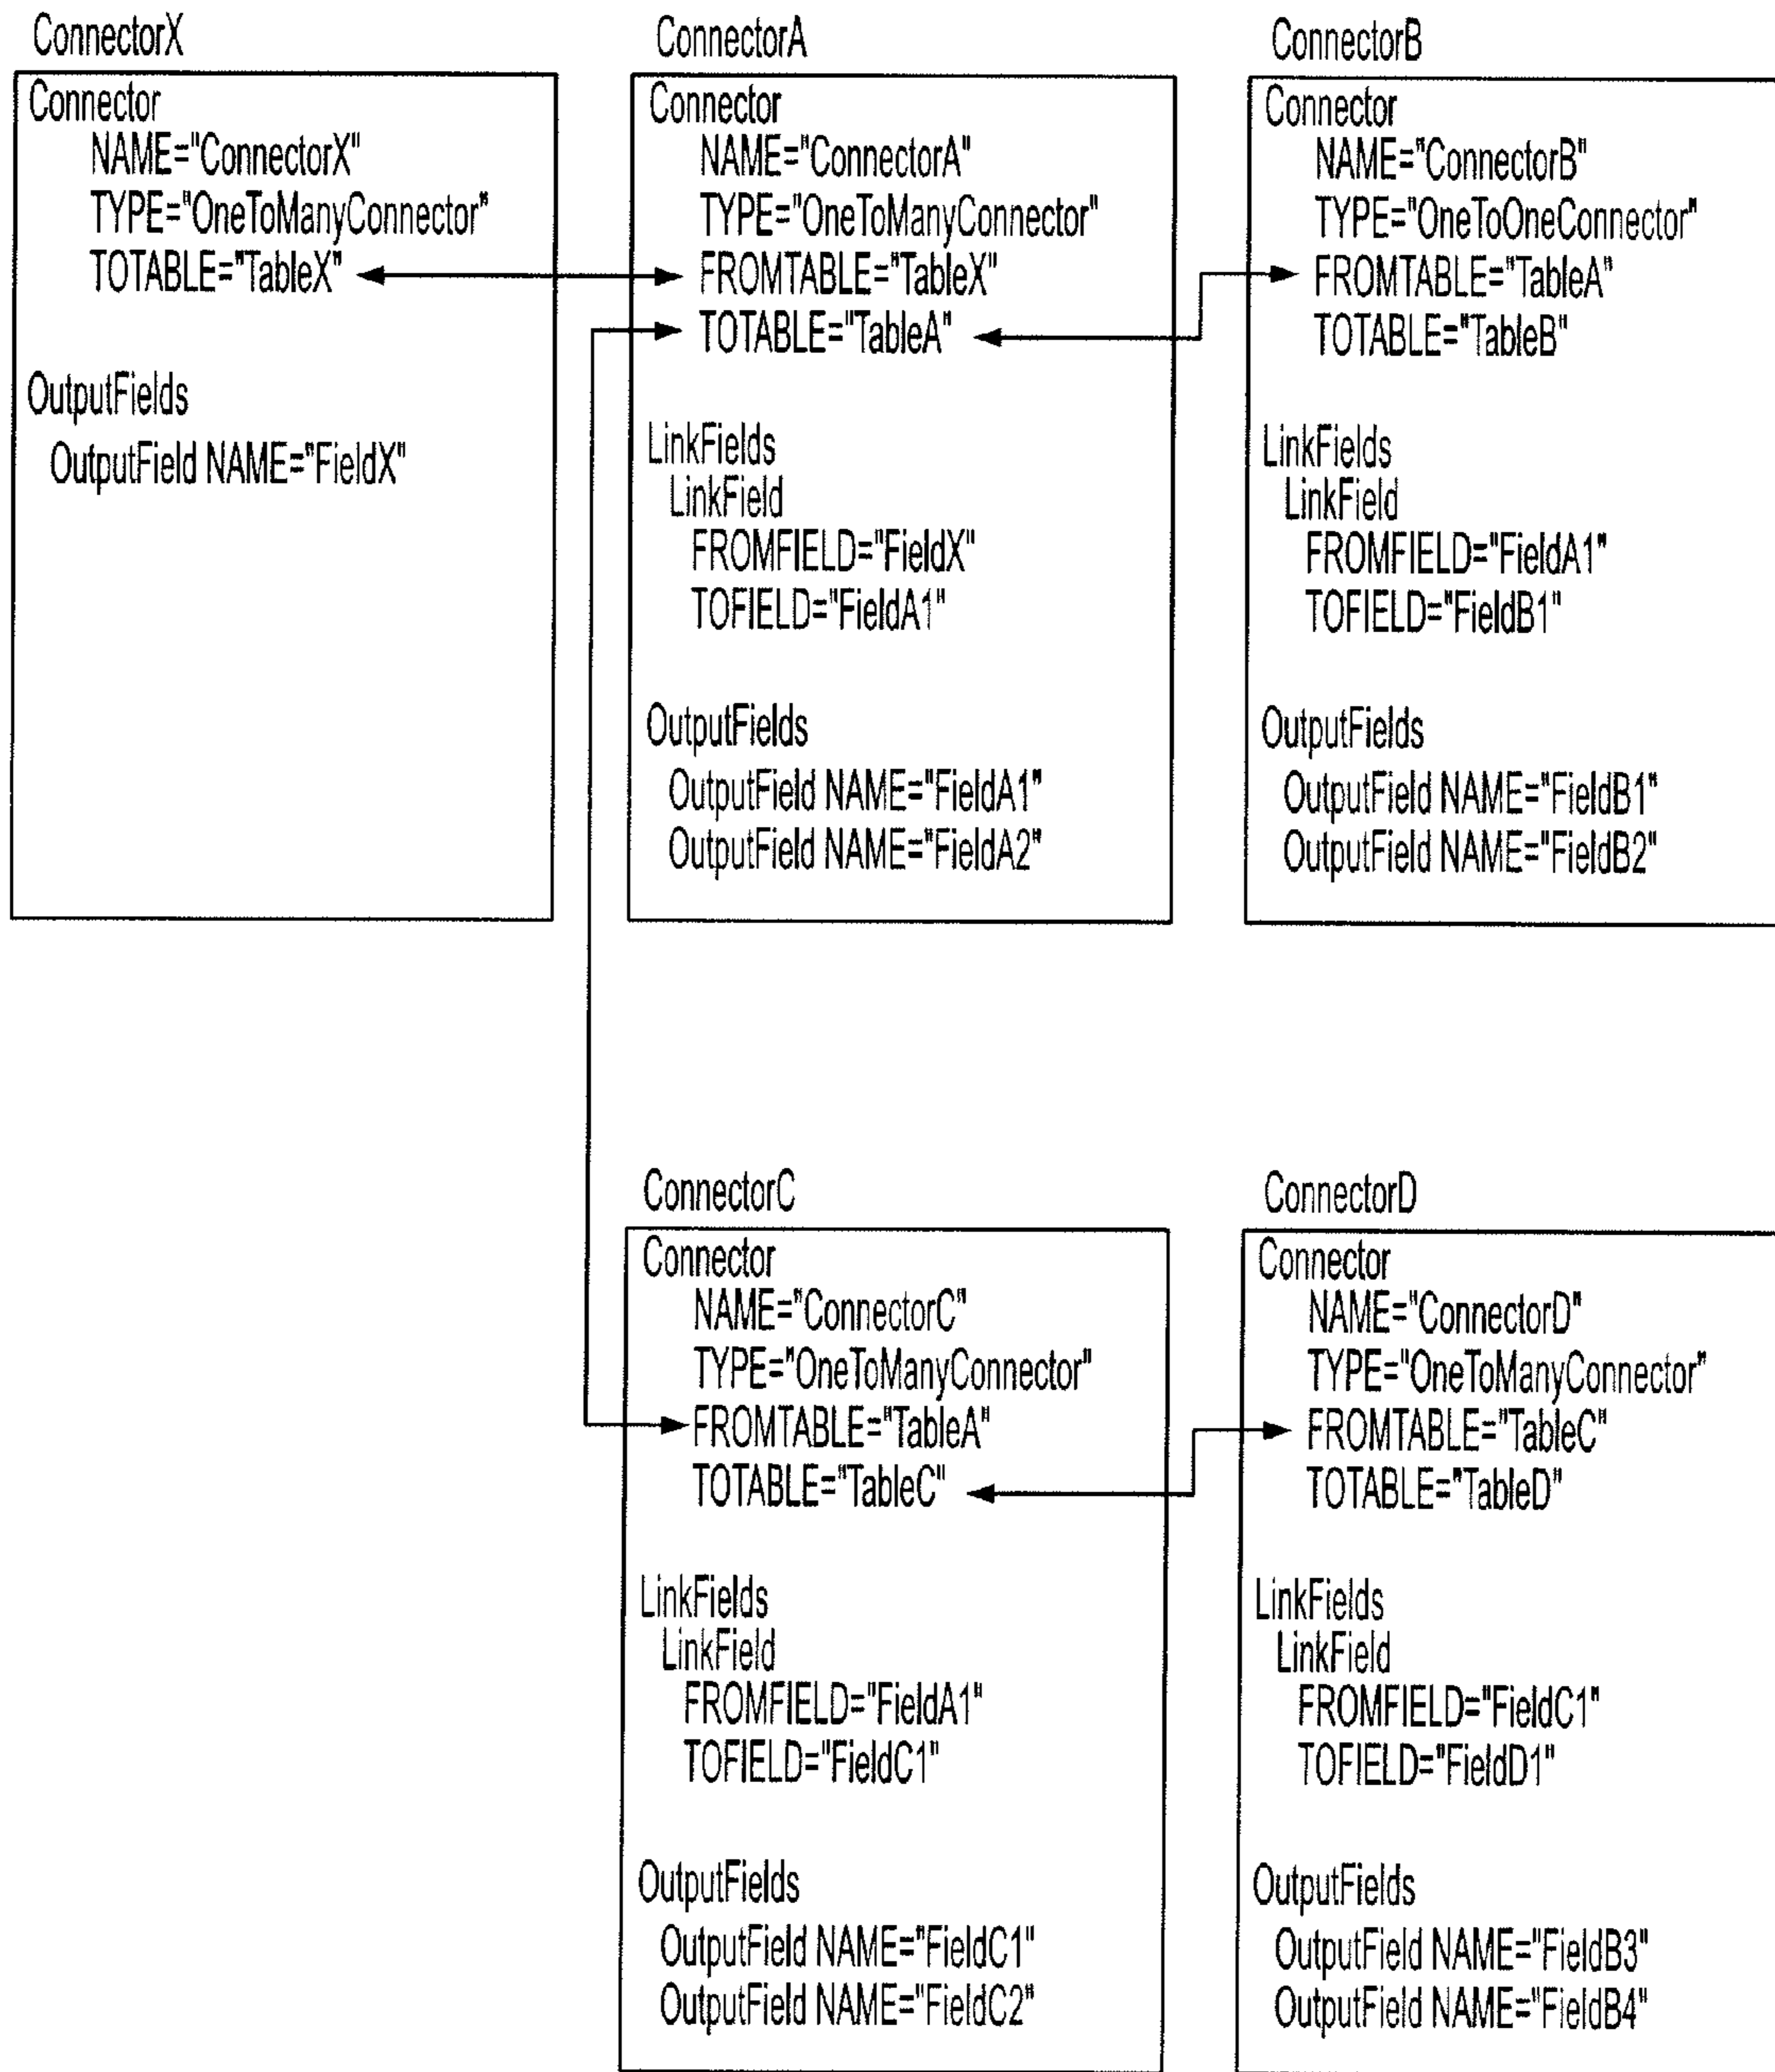 ConnectorX
Connector
NAME="ConnectorX"
TYPE="OneToManyConnector"
TOTABLE="TableX"
OutputFields
OutputField NAME="FieldX"
ConnectorA
Connector
NAME="ConnectorA"
TYPE="OneToManyConnector"
FROMTABLE="TableX"
TOTABLE="TableA"
LinkFields
LinkField
FROMFIELD="FieldX"
TOFIELD="FieldA1"
OutputFields
OutputField NAME="FieldA1"
OutputField NAME="FieldA2"
ConnectorB
Connector
NAME="ConnectorB"
TYPE="OneToOneConnector"
FROMTABLE="TableA"
TOTABLE="TableB"
LinkFields
LinkField
FROMFIELD="FieldA1"
TOFIELD="FieldB1"
OutputFields
OutputField NAME="FieldB1"
OutputField NAME="FieldB2"
ConnectorC
Connector
NAME="ConnectorC"
TYPE="OneToManyConnector"
FROMTABLE="TableA"
TOTABLE="TableC"
LinkFields
LinkField
FROMFIELD="FieldA1"
TOFIELD="FieldC1"
OutputFields
OutputField NAME="FieldC1"
OutputField NAME="FieldC2"
ConnectorD
Connector
NAME="ConnectorD"
TYPE="OneToManyConnector"
FROMTABLE="TableC"
TOTABLE="TableD"
LinkFields
LinkField
FROMFIELD="FieldC1"
TOFIELD="FieldD1"
OutputFields
OutputField NAME="FieldB3"
OutputField NAME="FieldB4"